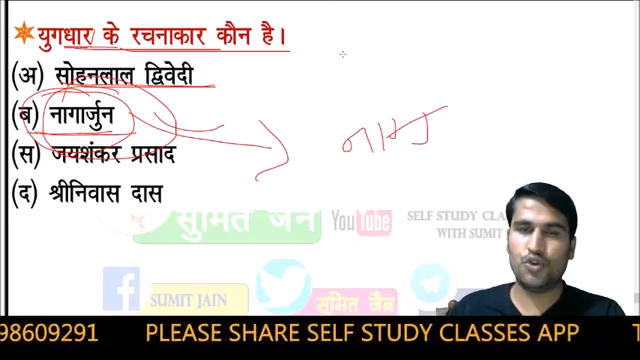 युगधार के रचनाकार कौन है।
(अ) सोहनलाल द्विवेदी
(ब) नागार्जुन
(स) जयशंकर प्रसाद
(द) श्रीनिवास दास
सुमित जैन
YouTube
SELF STUDY CLASSES
WITH SUMIT
SUMIT JAIN
सुमित जैन
98609291 PLEASE SHARE SELF STUDY CLASSES APP